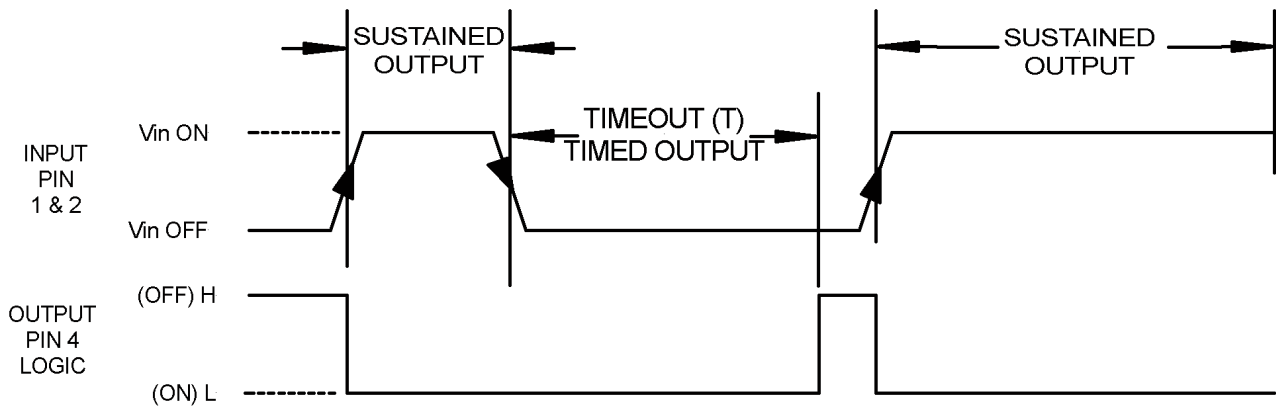 SUSTAINED
OUTPUT
SUSTAINED
OUTPUT
TIMEOUT (T)
TIMED OUTPUT
Vin ON
INPUT
PIN
1 & 2
Vin OFF
(OFF) H
OUTPUT
PIN 4
LOGIC
(ON) L